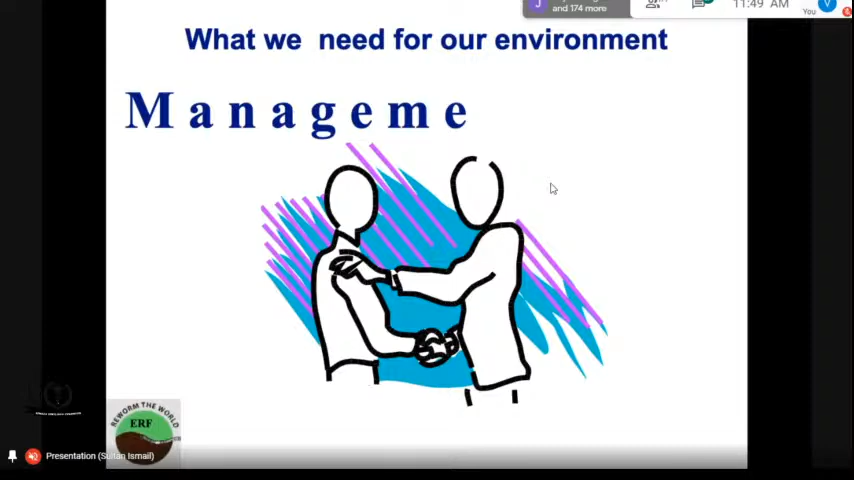 J
and 174 more
11:49 AM
You
V
What we need for our environment
Manageme
REWORM THE WORLD
ERF
Presentation (Sultan Ismail)